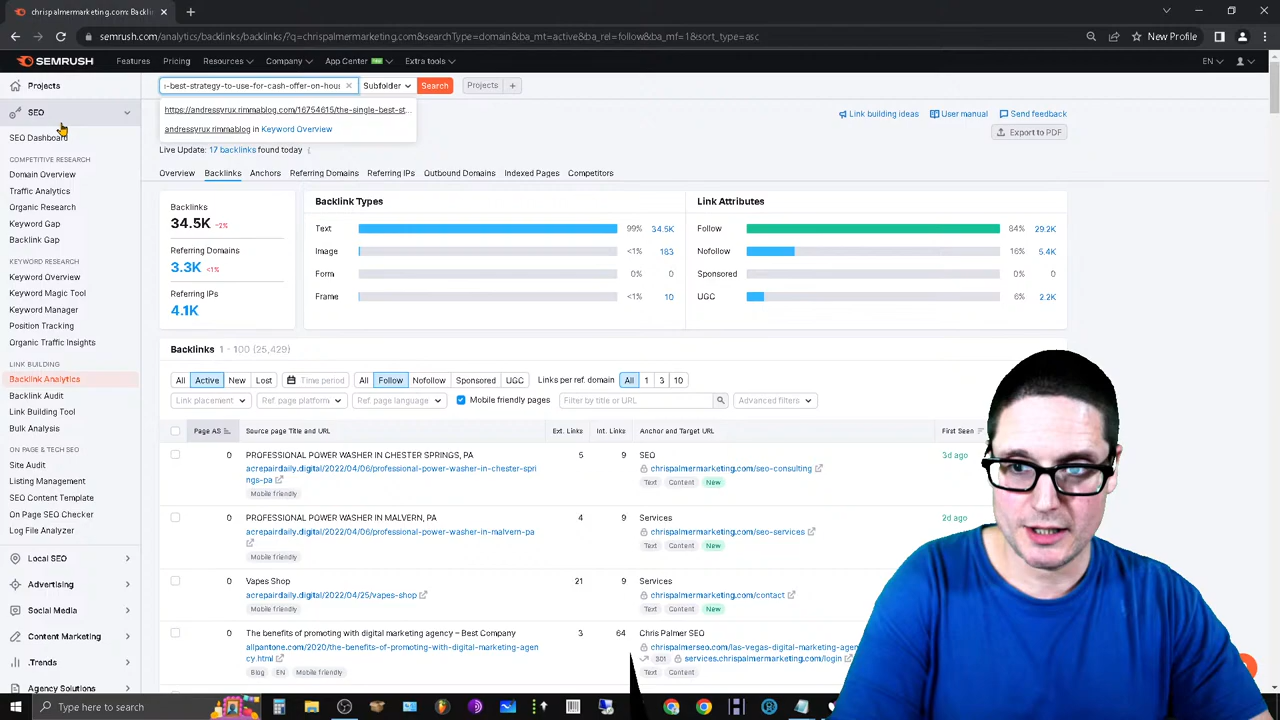 chrispalmermarketing.com: Backlin
semrush.com/analytics/backlinks/backlinks/?q=chrispalmermarketing.com&searchType=domain&ba_mt=active&ba_rel=follow&ba_mf=1&sort_type=asc
New Profile
SEMRUSH
Features
Pricing
Resources
Company
App Center
new
Extra tools
EN
Projects
-best-strategy-to-use-for-cash-offer-on-hous
Subfolder
Search
Projects
SEO
https://andressyrux.rimmablog.com/16754615/the-single-best-st...
Link building ideas
User manual
Send feedback
andressyrux rimmablog in Keyword Overview
Export to PDF
SEO Dashboard
Live Update: 17 backlinks found today
COMPETITIVE RESEARCH
Domain Overview
Traffic Analytics
Organic Research
Keyword Gap
Backlink Gap
KEYWORD RESEARCH
Keyword Overview
Keyword Magic Tool
Keyword Manager
Position Tracking
Organic Traffic Insights
LINK BUILDING
Backlink Analytics
Backlink Audit
Link Building Tool
Bulk Analysis
ON PAGE & TECH SEO
Site Audit
Listing Management
SEO Content Template
On Page SEO Checker
Log File Analyzer
Local SEO
Advertising
Social Media
Content Marketing
.Trends
Agency Solutions
Overview
Backlinks
Anchors
Referring Domains
Referring IPs
Outbound Domains
Indexed Pages
Competitors
Backlinks
34.5K -2%
Referring Domains
3.3K <1%
Referring IPs
4.1K
Backlink Types
Text 99% 34.5K
Image <1% 183
Form 0% 0
Frame <1% 10
Link Attributes
Follow 84% 29.2K
Nofollow 16% 5.4K
Sponsored 0% 0
UGC 6% 2.2K
Backlinks 1 - 100 (25,429)
All Active New Lost Time period All Follow Nofollow Sponsored UGC Links per ref. domain All 1 3 10
Link placement Ref. page platform Ref. page language Mobile friendly pages Filter by title or URL Advanced filters
Page AS Source page Title and URL Ext. Links Int. Links Anchor and Target URL First Seen
0 PROFESSIONAL POWER WASHER IN CHESTER SPRINGS, PA 5 9 SEO 3d ago
acrepairdaily.digital/2022/04/06/professional-power-washer-in-chester-spri
ngs-pa
chrispalmermarketing.com/seo-consulting
Text Content New
Mobile friendly
0 PROFESSIONAL POWER WASHER IN MALVERN, PA 4 9 Services 2d ago
acrepairdaily.digital/2022/04/06/professional-power-washer-in-malvern-pa
chrispalmermarketing.com/seo-services
Text Content New
Mobile friendly
0 Vapes Shop 21 9 Services
acrepairdaily.digital/2022/04/25/vapes-shop
chrispalmermarketing.com/contact
Mobile friendly
Text Content New
0 The benefits of promoting with digital marketing agency – Best Company 3 64 Chris Palmer SEO
allpantone.com/2020/the-benefits-of-promoting-with-digital-marketing-agen
cy.html
chrispalmerseo.com/las-vegas-digital-marketing-agen
301 services.chrispalmermarketing.com/login
Blog EN Mobile friendly
Text Content
Type here to search